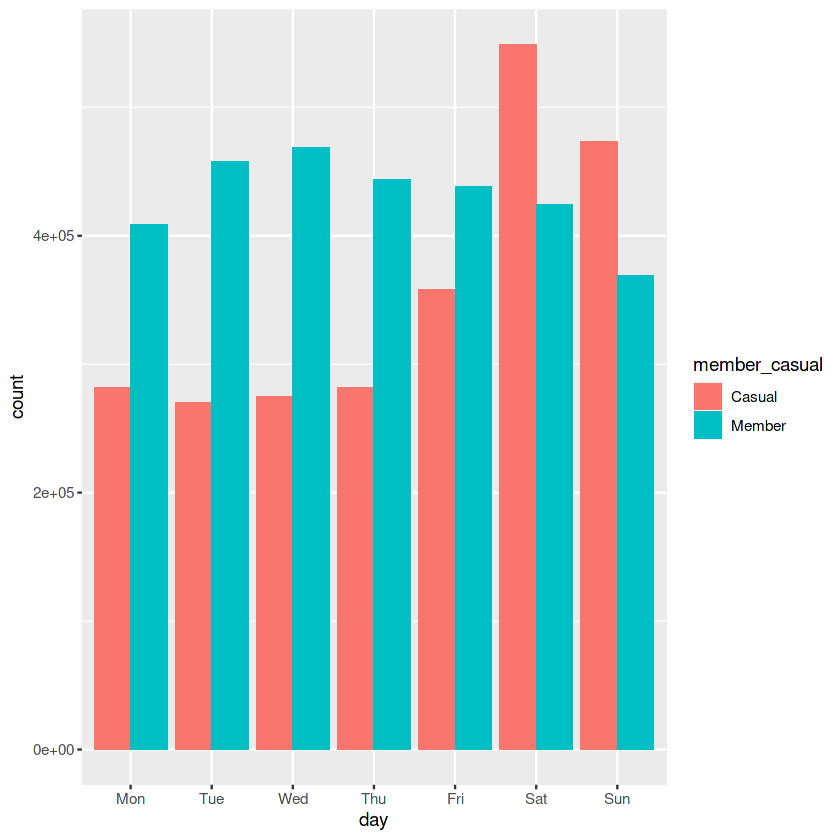 count
4e+05
2e+05
0e+00
Mon Tue Wed Thu Fri Sat Sun
day
member_casual
Casual
Member